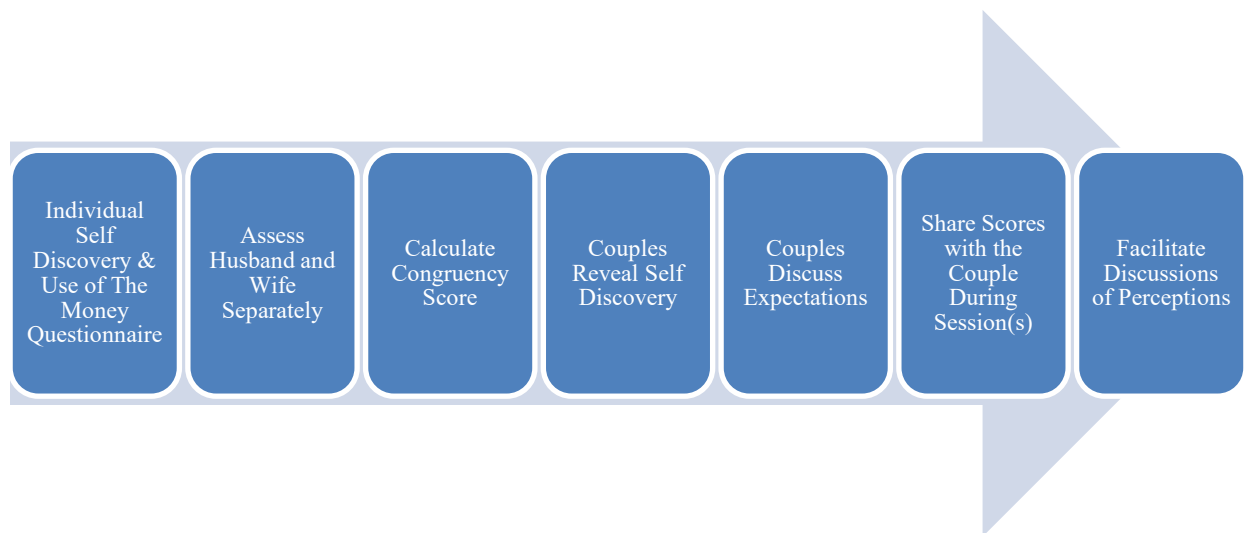 Individual
Self
Discovery &
Use of The
Money
Questionnaire
Assess
Husband and
Wife
Separately
Calculate
Congruency
Score
Couples
Reveal Self
Discovery
Couples
Discuss
Expectations
Share Scores
with the
Couple
During
Session(s)
Facilitate
Discussions
of Perceptions